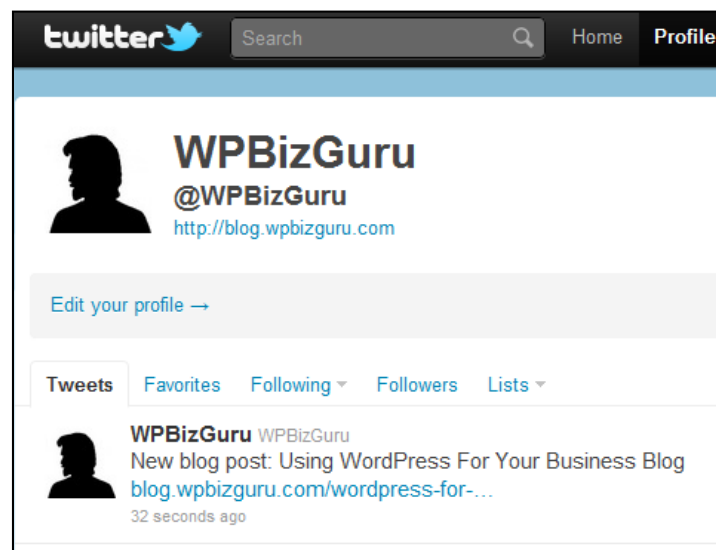 twitter Search Home Profile
WPBizGuru
@WPBizGuru
http://blog.wpbizguru.com
Edit your profile →
Tweets Favorites Following Followers Lists
WPBizGuru WPBizGuru
New blog post: Using WordPress For Your Business Blog
blog.wpbizguru.com/wordpress-for-...
32 seconds ago